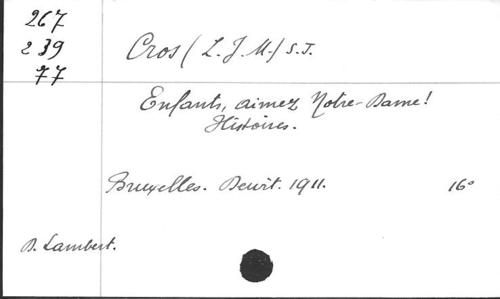 267
239
77
Cros (L. J. M.) S.J.
Enfants, aimez Notre-Dame!
Histoires.
Bruxelles. Dewit. 1911. 16°
D. Lambert.